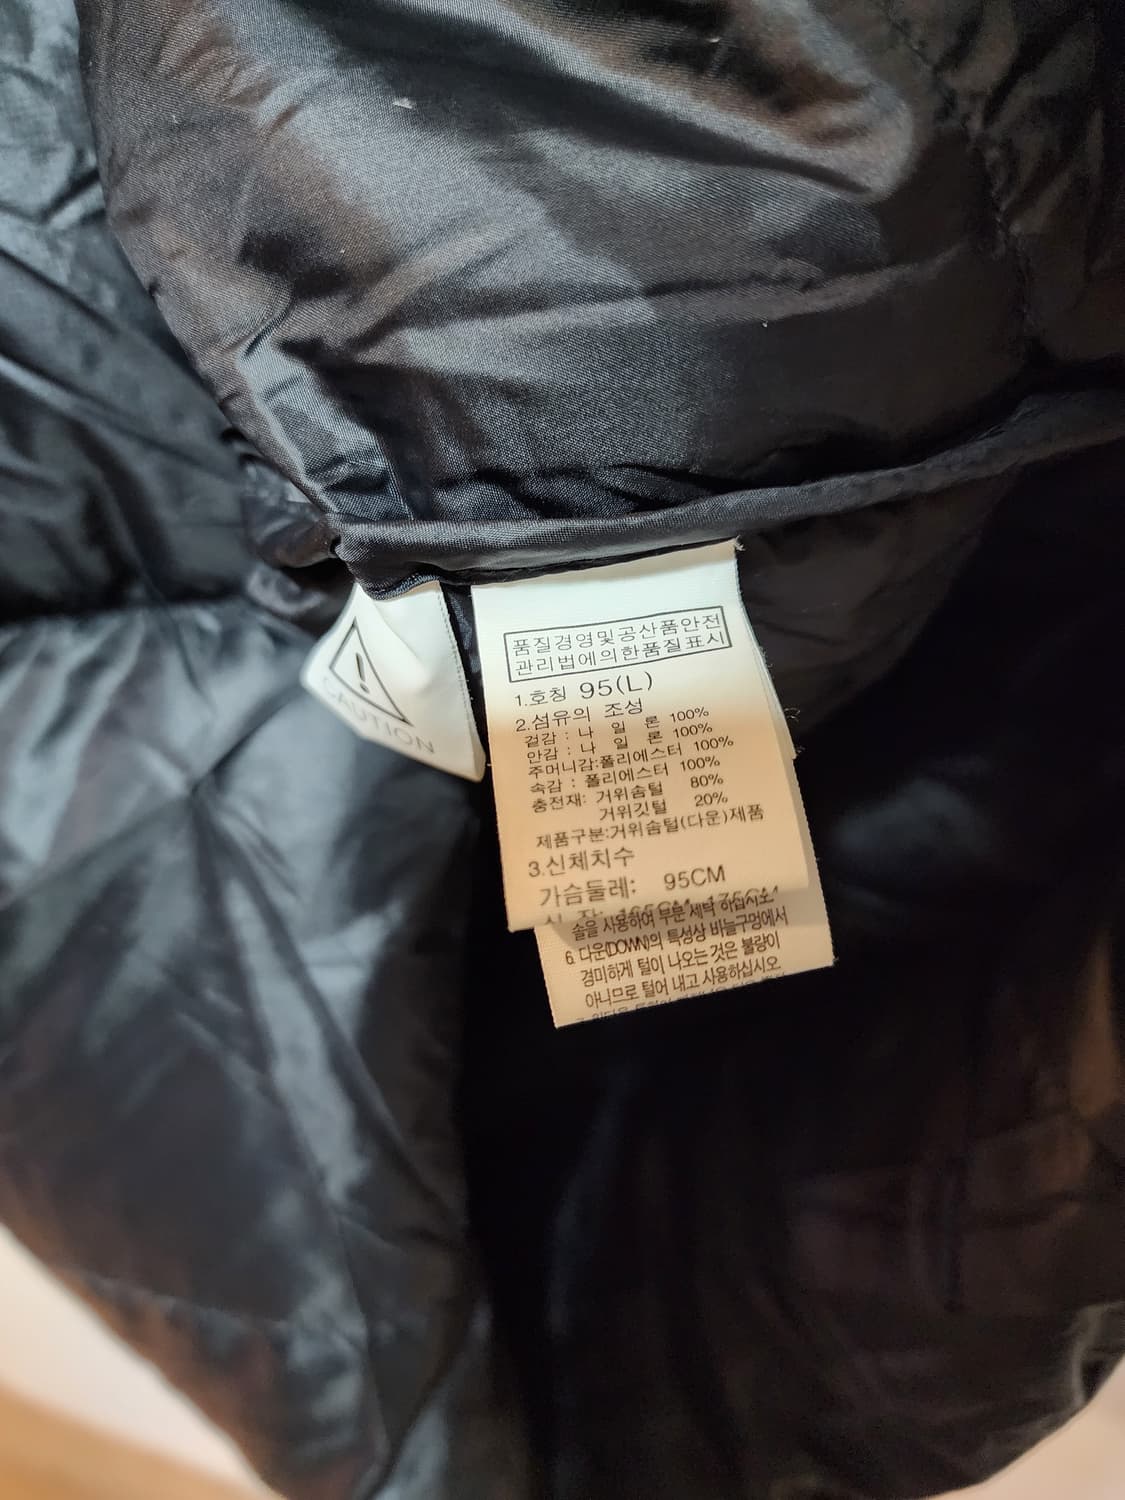 CAUTION
품질경영및공산품안전
관리법에의한품질표시
1.호칭 95(L)
2.섬유의 조성
겉감 : 나 일 론 100%
안감 : 나 일 론 100%
주머니감:폴리에스터 100%
속감 : 폴리에스터 100%
충전재: 거위솜털 80%
거위깃털 20%
제품구분:거위솜털(다운)제품
3.신체치수
가슴둘레: 95CM
솔을 사용하여 부분 세탁 하십시오
6. 다운(DOWN)의 특성상 바늘구멍에서
경미하게 털이 나오는 것은 불량이
아니므로 털어 내고 사용하십시오